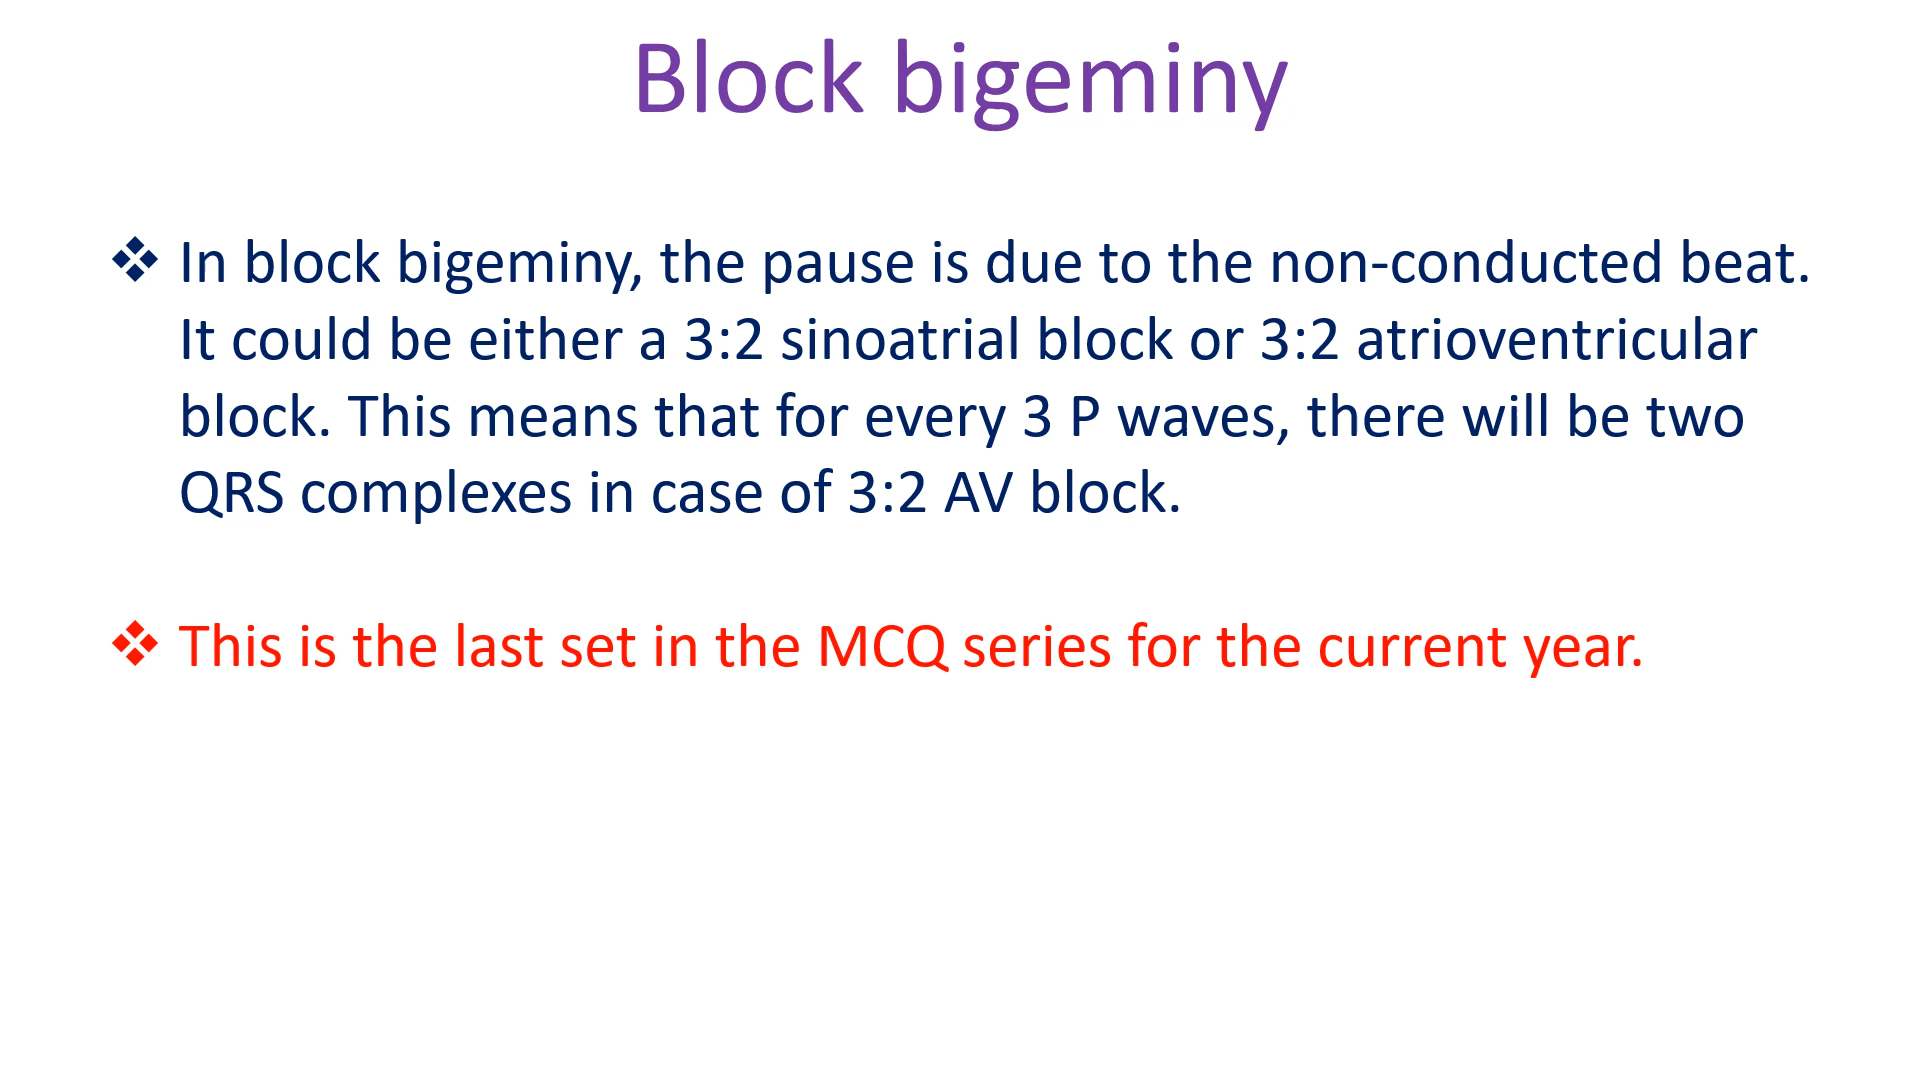 Block bigeminy
❖ In block bigeminy, the pause is due to the non-conducted beat.
It could be either a 3:2 sinoatrial block or 3:2 atrioventricular
block. This means that for every 3 P waves, there will be two
QRS complexes in case of 3:2 AV block.
❖ This is the last set in the MCQ series for the current year.